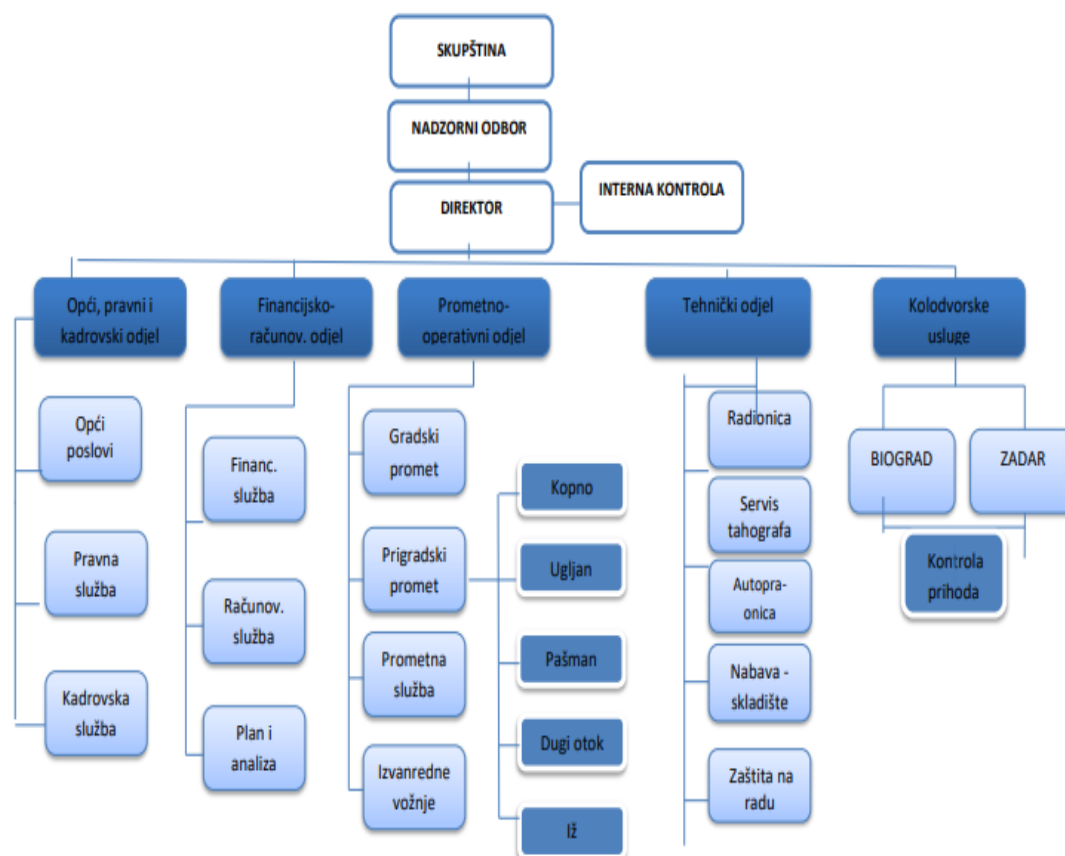 SKUPŠTINA
NADZORNI ODBOR
DIREKTOR
INTERNA KONTROLA
Opći, pravni i
kadrovski odjel
Financijsko-
računov. odjel
Prometno-
operativni odjel
Tehnički odjel
Kolodvorske
usluge
Opći
poslovi
Pravna
služba
Kadrovska
služba
Financ.
služba
Računov.
služba
Plan i
analiza
Gradski
promet
Prigradski
promet
Prometna
služba
Izvanredne
vožnje
Kopno
Ugljan
Pašman
Dugi otok
Iž
Radionica
Servis
tahografa
Autopra-
onica
Nabava -
skladište
Zaštita na
radu
BIOGRAD
ZADAR
Kontrola
prihoda